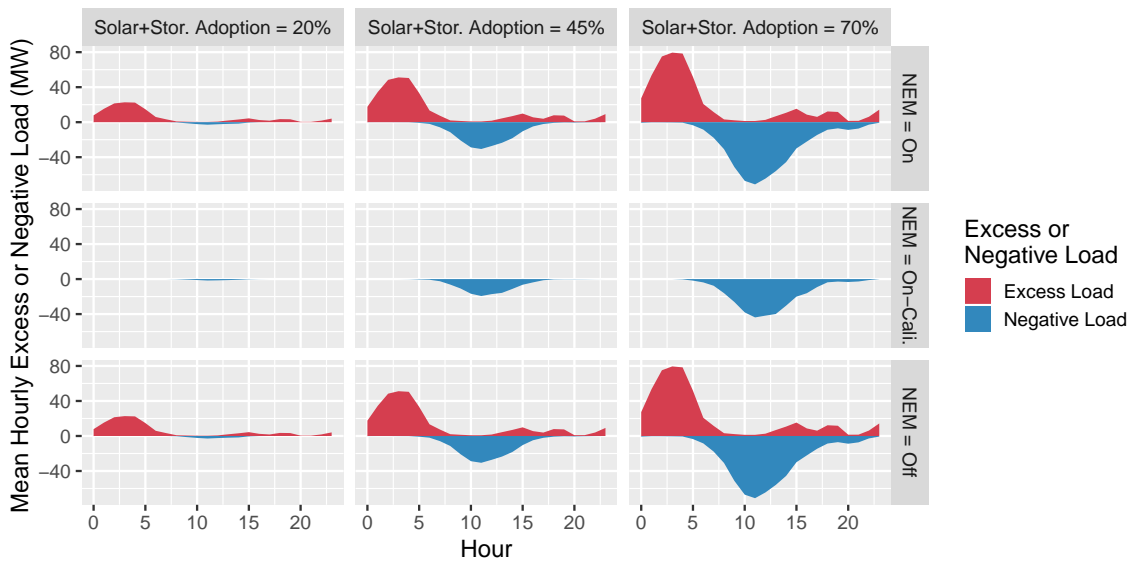 Solar+Stor. Adoption = 20%
Solar+Stor. Adoption = 45%
Solar+Stor. Adoption = 70%
Mean Hourly Excess or Negative Load (MW)
80
40
0
−40
NEM = On
80
40
0
−40
NEM = On−Cali.
80
40
0
−40
NEM = Off
0 5 10 15 20
0 5 10 15 20
0 5 10 15 20
Hour
Excess or
Negative Load
Excess Load
Negative Load